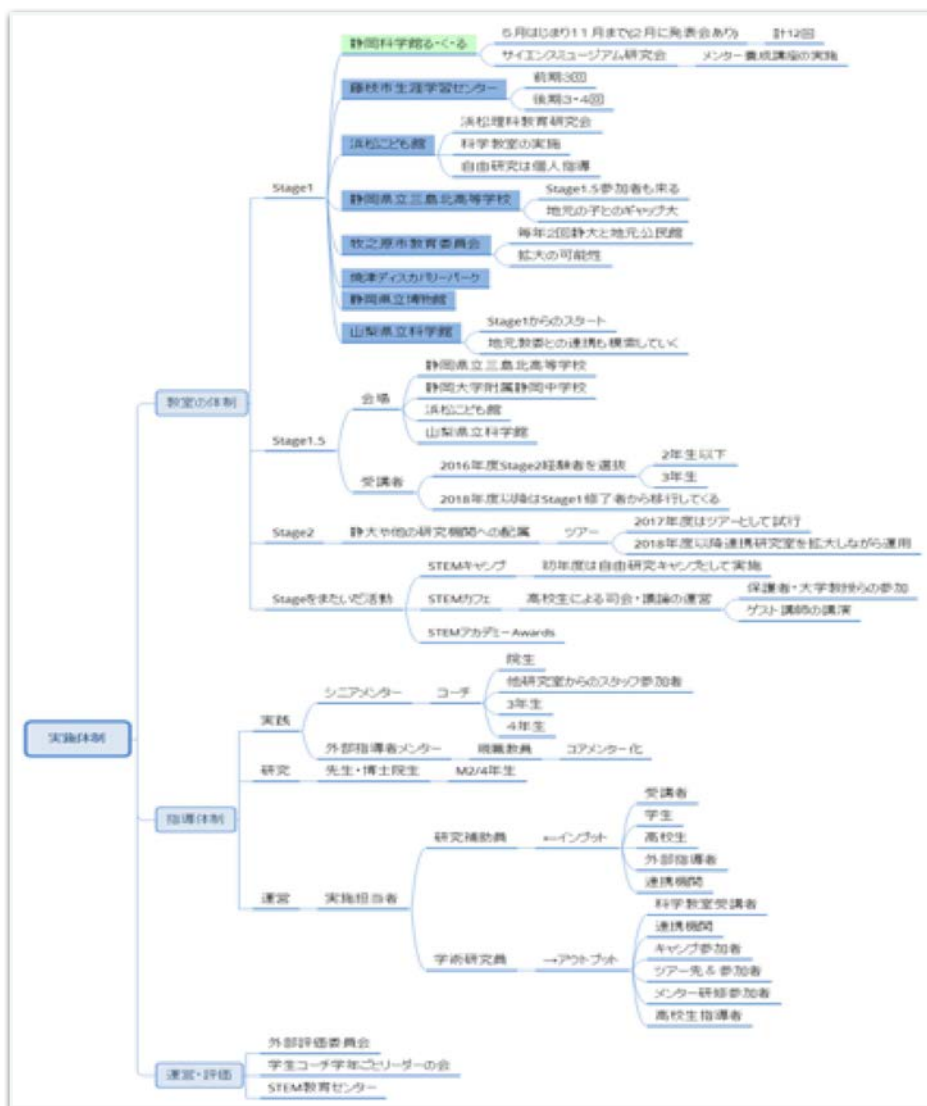 静岡科学館る・く・る
5月はじまり11月まで(2月に発表会あり)
計12回
サイエンスミュージアム研究会
メンター養成講座の実施
藤枝市生涯学習センター
前期3回
後期3・4回
浜松こども館
浜松理科教育研究会
科学教室の実施
自由研究は個人指導
Stage1
静岡県立三島北高等学校
Stage1.5参加者も来る
地元の子とのギャップ大
牧之原市教育委員会
毎年2回静大と地元公民館
拡大の可能性
焼津ディスカバリーパーク
静岡県立博物館
山梨県立科学館
Stage1からのスタート
地元教委との連携も模索していく
教室の体制
Stage1.5
会場
静岡県立三島北高等学校
静岡大学附属静岡中学校
浜松こども館
山梨県立科学館
受講者
2016年度Stage2経験者を選抜
2年生以下
3年生
2018年度以降はStage1修了者から移行してくる
Stage2
静大や他の研究機関への配属
ツアー
2017年度はツアーとして試行
2018年度以降連携研究室を拡大しながら運用
Stageをまたいだ活動
STEMキャンプ
初年度は自由研究キャンプとして実施
STEMカフェ
高校生による司会・議論の運営
保護者・大学教授らの参加
ゲスト講師の講演
STEMアカデミーAwards
実施体制
指導体制
実践
シニアメンター
コーチ
院生
他研究室からのスタッフ参加者
3年生
4年生
外部指導者メンター
現職教員
コアメンター化
研究
先生・博士院生
M2/4年生
運営
実施担当者
研究補助員
←インプット
受講者
学生
高校生
外部指導者
連携機関
学術研究員
→アウトプット
科学教室受講者
連携機関
キャンプ参加者
ツアー先&参加者
メンター研修参加者
高校生指導者
運営・評価
外部評価委員会
学生コーチ学年ごとリーダーの会
STEM教育センター